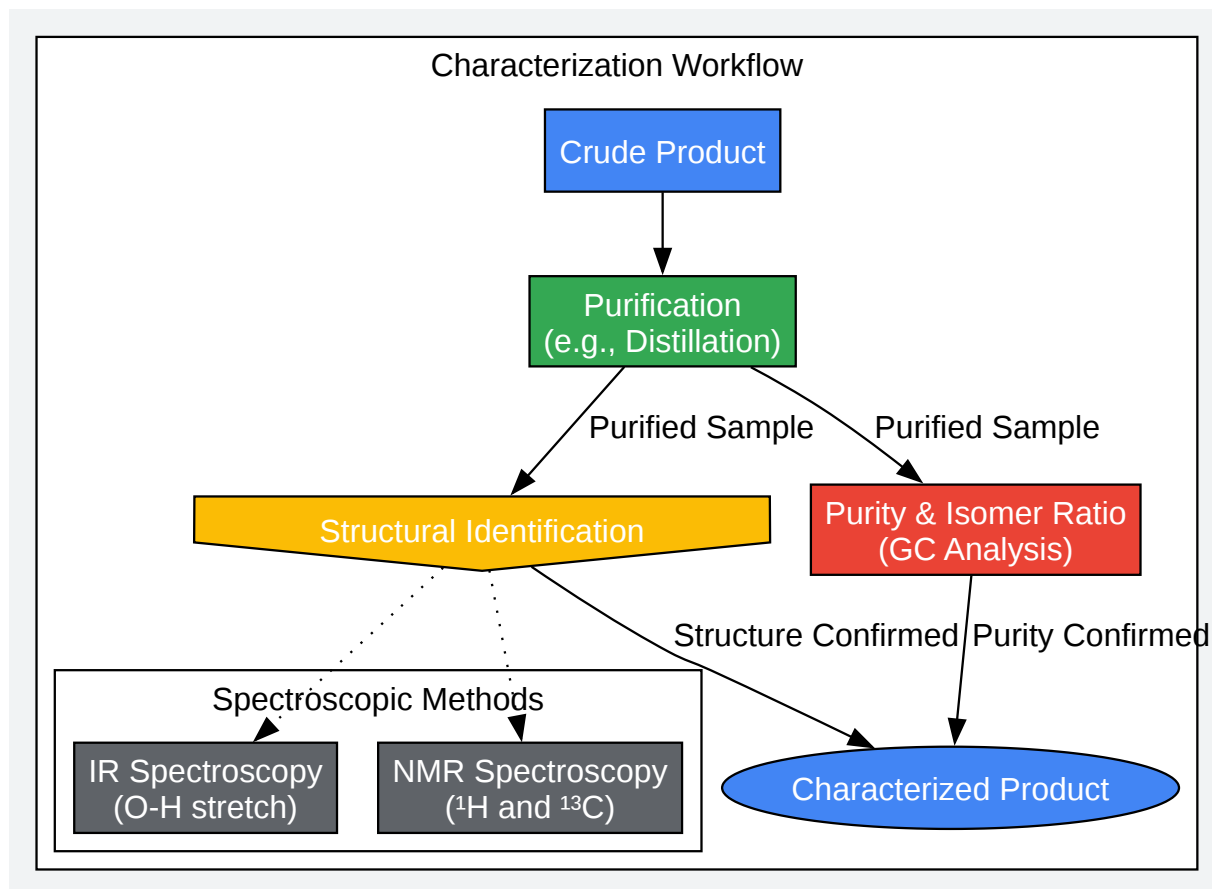 Characterization Workflow
Crude Product
Purification
(e.g., Distillation)
Purified Sample
Purified Sample
Structural Identification
Purity & Isomer Ratio
(GC Analysis)
Structure Confirmed
Purity Confirmed
Spectroscopic Methods
IR Spectroscopy
(O-H stretch)
NMR Spectroscopy
(¹H and ¹³C)
Characterized Product